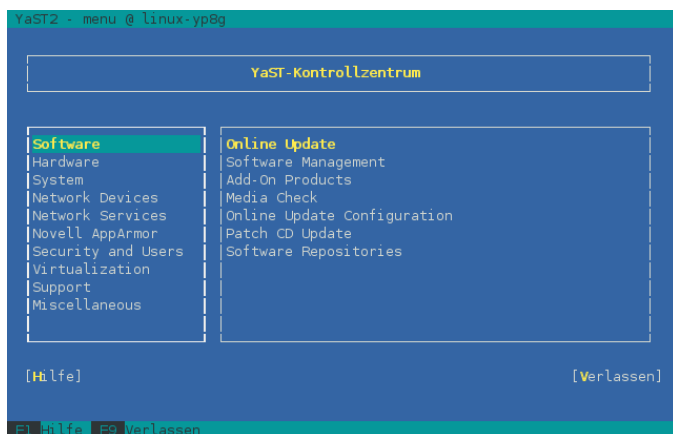 YaST2 - menu @ linux-yp8g
YaST-Kontrollzentrum
Software
Hardware
System
Network Devices
Network Services
Novell AppArmor
Security and Users
Virtualization
Support
Miscellaneous
Online Update
Software Management
Add-On Products
Media Check
Online Update Configuration
Patch CD Update
Software Repositories
[Hilfe] [Verlassen]
F1 Hilfe F9 Verlassen